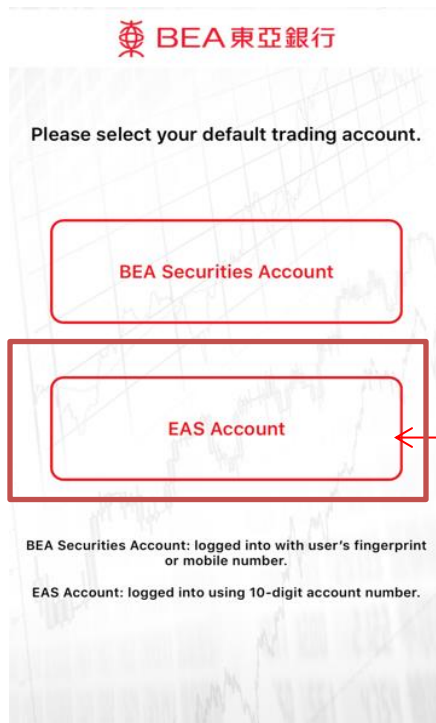 BEA東亞銀行
Please select your default trading account.
BEA Securities Account
EAS Account
BEA Securities Account: logged into with user's fingerprint
or mobile number.
EAS Account: logged into using 10-digit account number.